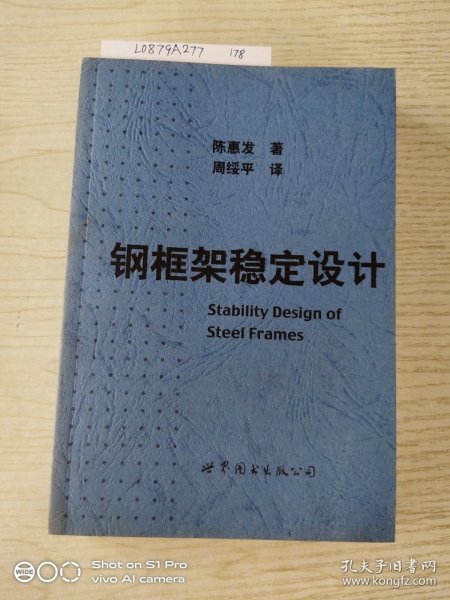 L0879A277 178
陈惠发 著
周绥平 译
钢框架稳定设计
Stability Design of
Steel Frames
世界图书出版公司
WIDE
Shot on S1 Pro
vivo AI camera
孔夫子旧书网
www.kongfz.com